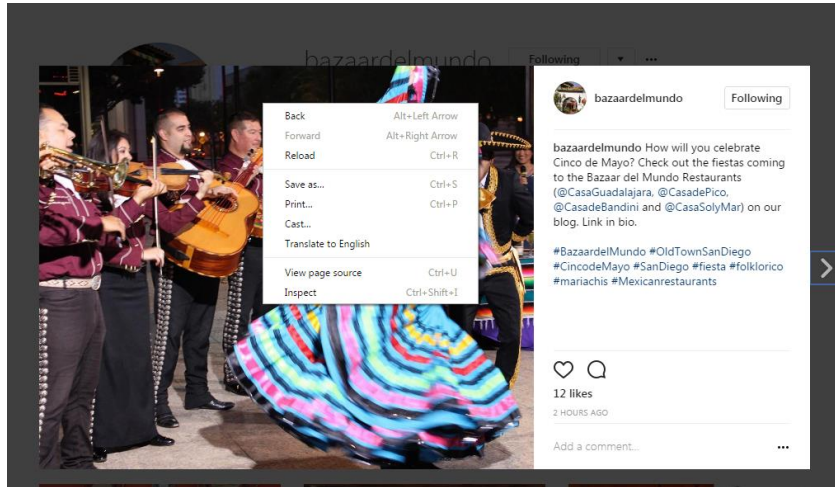 bazaardelmundo Following
Back Alt+Left Arrow
Forward Alt+Right Arrow
Reload Ctrl+R
Save as... Ctrl+S
Print... Ctrl+P
Cast...
Translate to English
View page source Ctrl+U
Inspect Ctrl+Shift+I
bazaardelmundo Following
bazaardelmundo How will you celebrate
Cinco de Mayo? Check out the fiestas coming
to the Bazaar del Mundo Restaurants
(@CasaGuadalajara, @CasadePico,
@CasadeBandini and @CasaSolyMar) on our
blog. Link in bio.
#BazaardelMundo #OldTownSanDiego
#CincodeMayo #SanDiego #fiesta #folklorico
#mariachis #Mexicanrestaurants
12 likes
2 HOURS AGO
Add a comment...